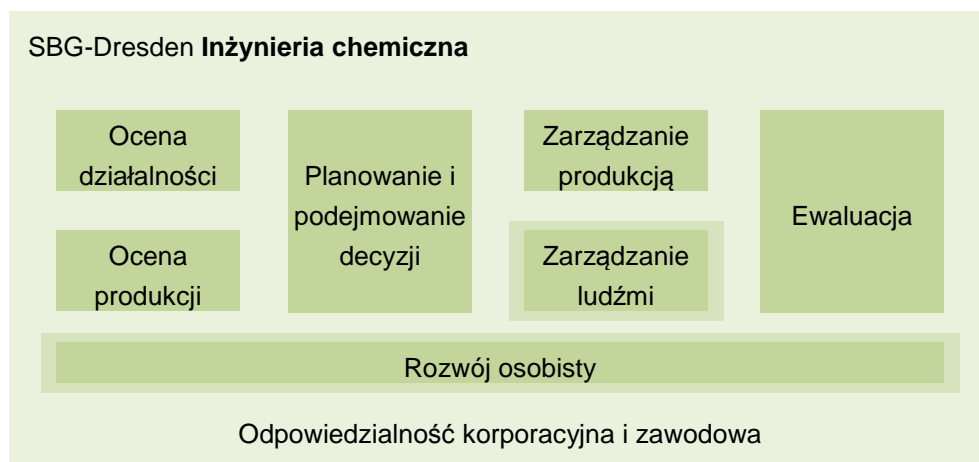 SBG-Dresden Inżynieria chemiczna
Ocena
działalności
Ocena
produkcji
Planowanie i
podejmowanie
decyzji
Zarządzanie
produkcją
Zarządzanie
ludźmi
Ewaluacja
Rozwój osobisty
Odpowiedzialność korporacyjna i zawodowa